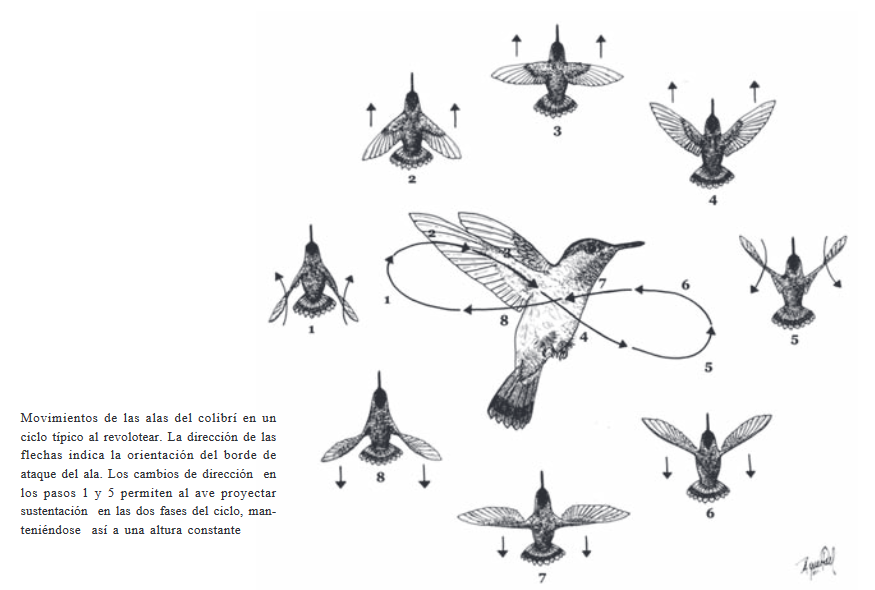 3
2
4
2
3
6
7
1
1
8
4
5
5
Movimientos de las alas del colibrí en un
ciclo típico al revolotear. La dirección de las
flechas indica la orientación del borde de
ataque del ala. Los cambios de dirección en
los pasos 1 y 5 permiten al ave proyectar
sustentación en las dos fases del ciclo, man-
teniéndose así a una altura constante
8
6
7